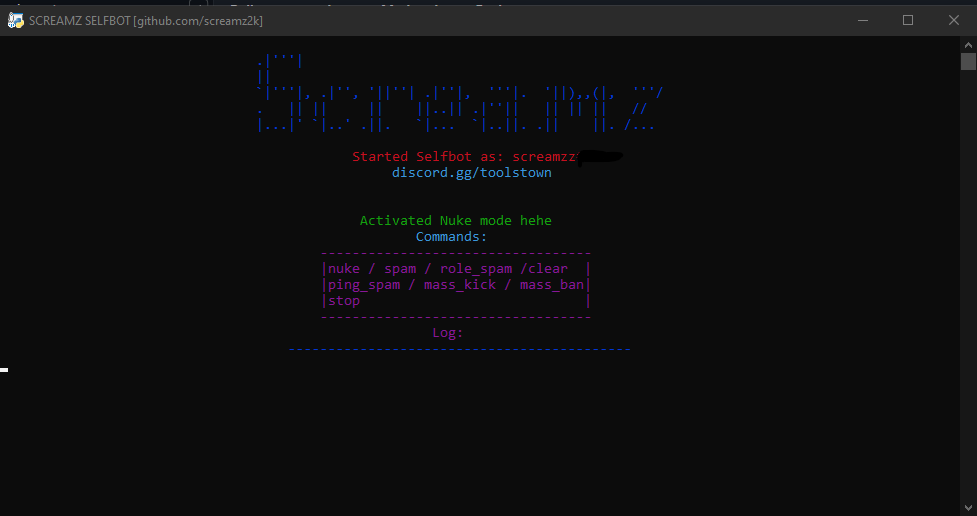 SCREAMZ SELFBOT [github.com/screamz2k]
Screamz
Started Selfbot as: screamzz
discord.gg/toolstown
Activated Nuke mode hehe
Commands:
|nuke / spam / role_spam /clear |
|ping_spam / mass_kick / mass_ban|
|stop |
Log: